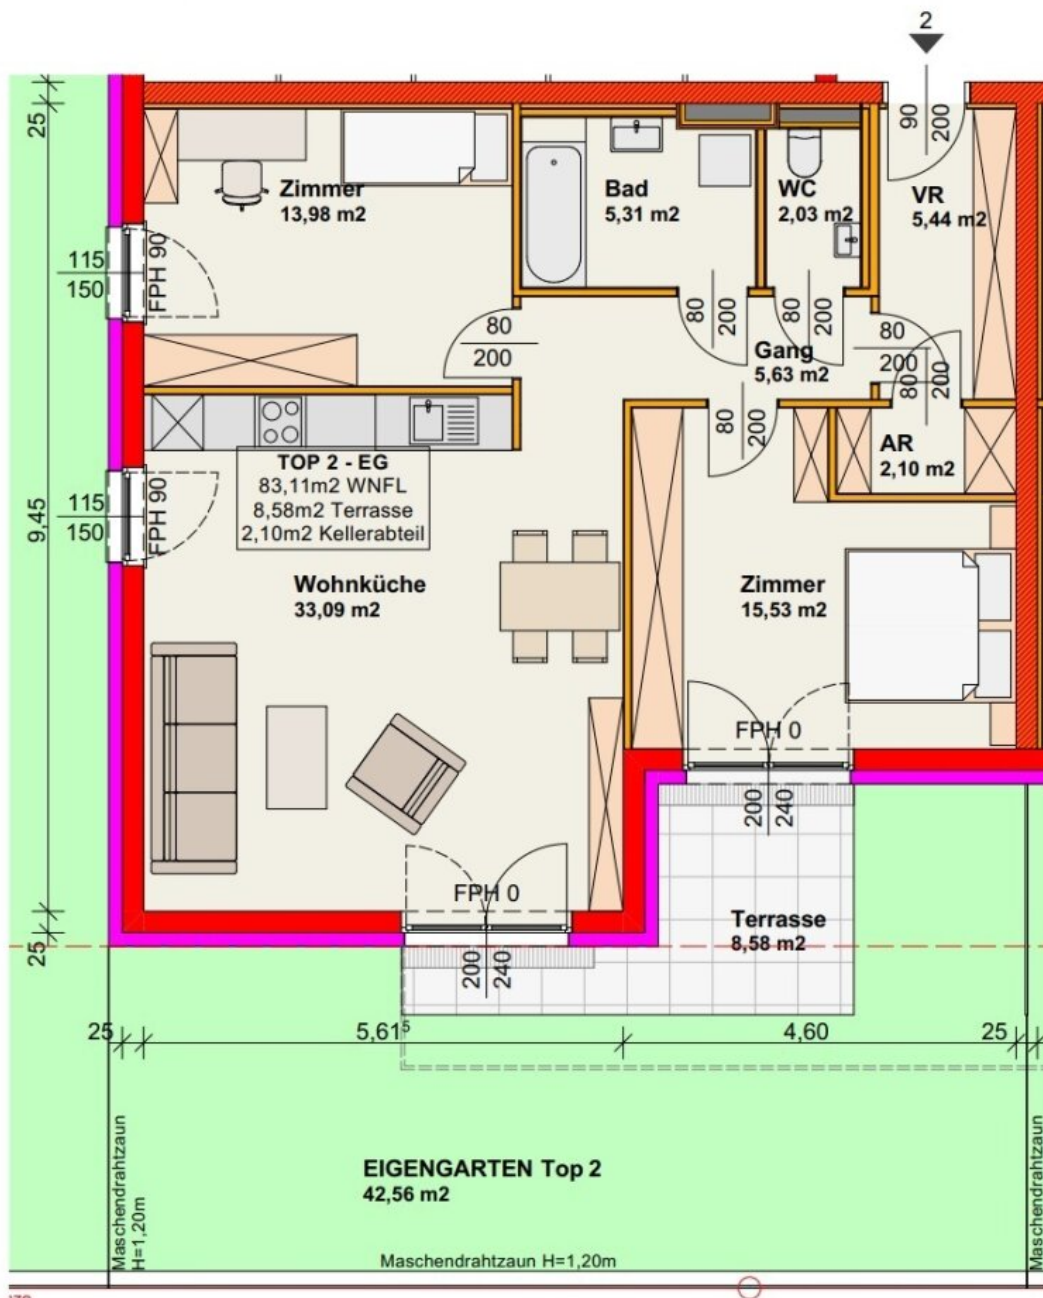 2
25
90
200
Zimmer
13,98 m2
Bad
5,31 m2
WC
2,03 m2
VR
5,44 m2
115
150
FPH 90
80
200
80
200
80
200
Gang
5,63 m2
80
200
80
200
80
200
AR
2,10 m2
TOP 2 - EG
83,11m2 WNFL
8,58m2 Terrasse
2,10m2 Kellerabteil
115
150
FPH 90
9,45
Wohnküche
33,09 m2
Zimmer
15,53 m2
FPH 0
200
240
FPH 0
200
240
Terrasse
8,58 m2
25
25
5,61⁵
4,60
25
EIGENGARTEN Top 2
42,56 m2
Maschendrahtzaun
H=1,20m
Maschendrahtzaun H=1,20m
Maschendrahtzaun